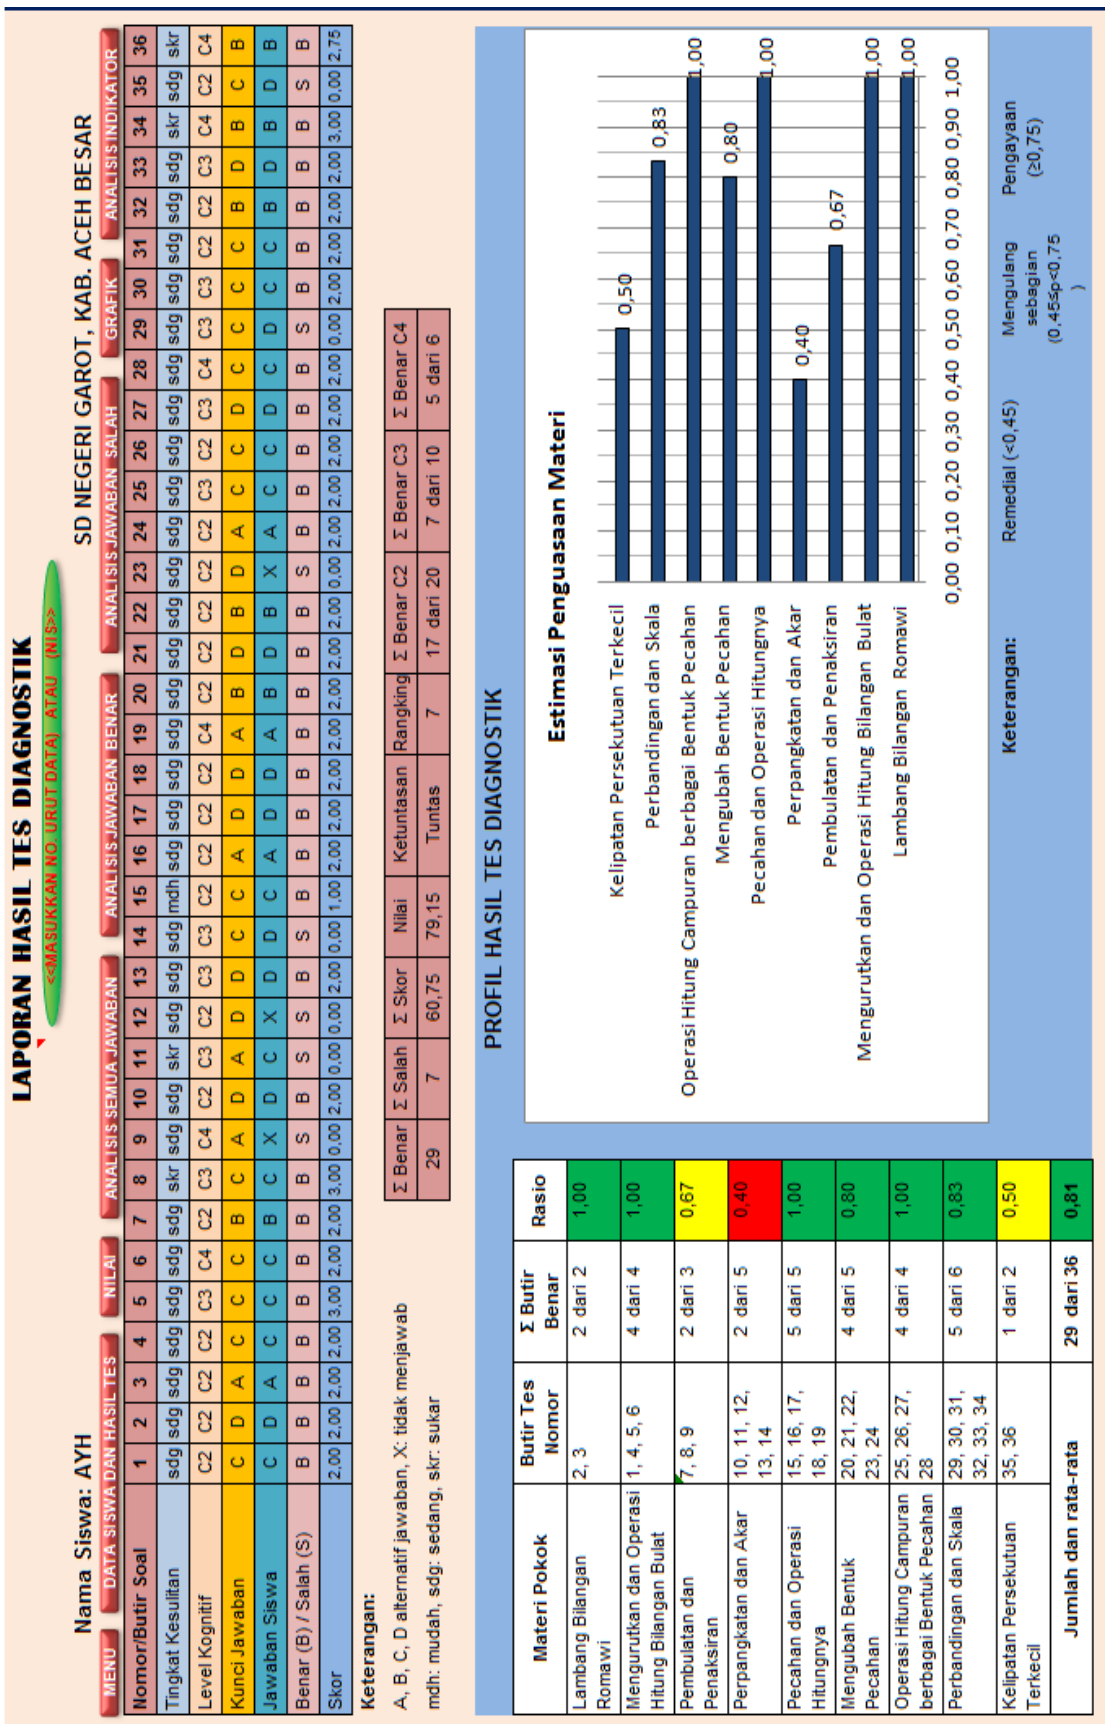 LAPORAN HASIL TES DIAGNOSTIK
<<MASUKKAN NO. URUT DATA) ATAU (NIS>>
Nama Siswa: AYH SD NEGERI GAROT, KAB. ACEH BESAR
MENU DATA SISWA DAN HASIL TES NILAI ANALISIS SEMUA JAWABAN ANALISIS JAWABAN BENAR ANALISIS JAWABAN SALAH GRAFIK ANALISIS INDIKATOR
Nomor/Butir Soal 1 2 3 4 5 6 7 8 9 10 11 12 13 14 15 16 17 18 19 20 21 22 23 24 25 26 27 28 29 30 31 32 33 34 35 36
Tingkat Kesulitan sdg sdg sdg sdg sdg sdg sdg skr sdg sdg skr sdg sdg sdg mdh sdg sdg sdg sdg sdg sdg sdg sdg sdg sdg sdg sdg sdg sdg sdg sdg sdg sdg skr sdg skr
Level Kognitif C2 C2 C2 C2 C3 C4 C2 C3 C4 C2 C3 C2 C3 C3 C2 C2 C2 C2 C4 C2 C2 C2 C2 C2 C3 C2 C3 C4 C3 C3 C2 C2 C3 C4 C2 C4
Kunci Jawaban C D A C C C B C A D A D D C C A D D A B D B D A C C D C C C C B D B C B
Jawaban Siswa C D A C C C B C X D C X D D C A D D A B D B X A C C D C D C C B D B D B
Benar (B) / Salah (S) B B B B B B B B S B S S B S B B B B B B B B S B B B B B S B B B B B S B
Skor 2,00 2,00 2,00 2,00 3,00 2,00 2,00 3,00 0,00 2,00 0,00 0,00 2,00 0,00 1,00 2,00 2,00 2,00 2,00 2,00 2,00 2,00 0,00 2,00 2,00 2,00 2,00 2,00 0,00 2,00 2,00 2,00 2,00 3,00 0,00 2,75
Keterangan:
A, B, C, D alternatif jawaban, X: tidak menjawab
mdh: mudah, sdg: sedang, skr: sukar
Σ Benar Σ Salah Σ Skor Nilai Ketuntasan Rangking Σ Benar C2 Σ Benar C3 Σ Benar C4
29 7 60,75 79,15 Tuntas 7 17 dari 20 7 dari 10 5 dari 6
PROFIL HASIL TES DIAGNOSTIK
Materi Pokok Butir Tes Nomor Σ Butir Benar Rasio
Lambang Bilangan Romawi 2, 3 2 dari 2 1,00
Mengurutkan dan Operasi Hitung Bilangan Bulat 1, 4, 5, 6 4 dari 4 1,00
Pembulatan dan Penaksiran 7, 8, 9 2 dari 3 0,67
Perpangkatan dan Akar 10, 11, 12, 13, 14 2 dari 5 0,40
Pecahan dan Operasi Hitungnya 15, 16, 17, 18, 19 5 dari 5 1,00
Mengubah Bentuk Pecahan 20, 21, 22, 23, 24 4 dari 5 0,80
Operasi Hitung Campuran berbagai Bentuk Pecahan 25, 26, 27, 28 4 dari 4 1,00
Perbandingan dan Skala 29, 30, 31, 32, 33, 34 5 dari 6 0,83
Kelipatan Persekutuan Terkecil 35, 36 1 dari 2 0,50
Jumlah dan rata-rata 29 dari 36 0,81
Estimasi Penguasaan Materi
Kelipatan Persekutuan Terkecil 0,50
Perbandingan dan Skala 0,83
Operasi Hitung Campuran berbagai Bentuk Pecahan 1,00
Mengubah Bentuk Pecahan 0,80
Pecahan dan Operasi Hitungnya 1,00
Perpangkatan dan Akar 0,40
Pembulatan dan Penaksiran 0,67
Mengurutkan dan Operasi Hitung Bilangan Bulat 1,00
Lambang Bilangan Romawi 1,00
0,00 0,10 0,20 0,30 0,40 0,50 0,60 0,70 0,80 0,90 1,00
Keterangan: Remedial (<0,45)
Mengulang
sebagian
(0,45≤p<0,75
)
Pengayaan
(≥0,75)